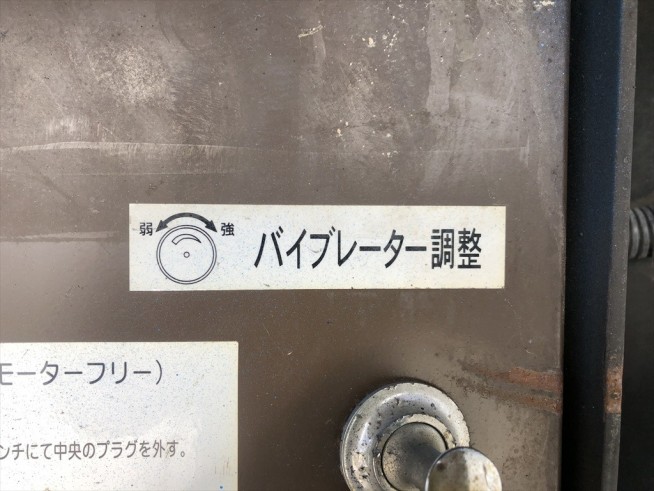 弱 強 バイブレーター調整
モーターフリー)
ンチにて中央のプラグを外す。